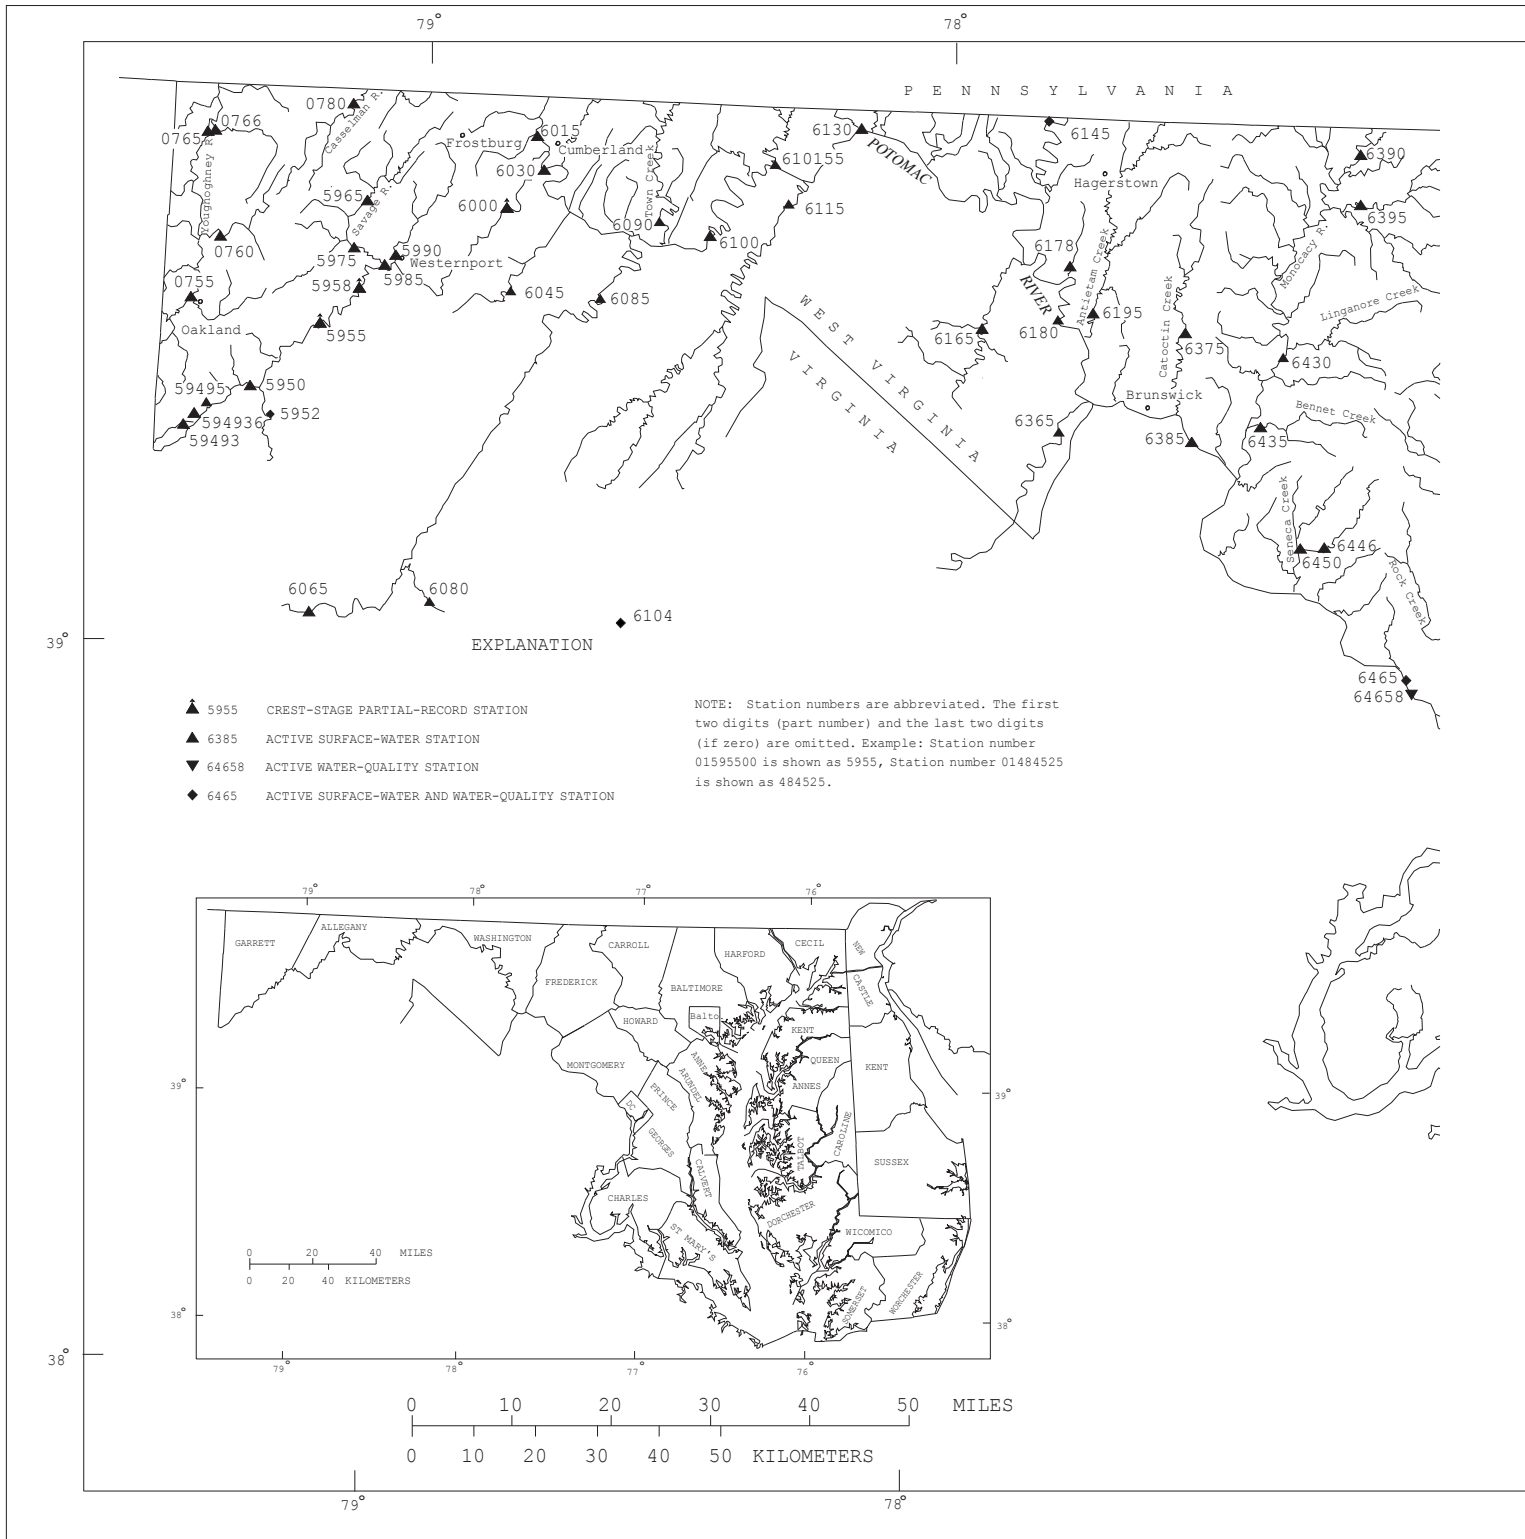 79°
78°
PENNSYLVANIA
0780
0766
0765
Casselman R.
Youghoghney R.
Frostburg
6015
Cumberland
6030
6130
POTOMAC
610155
6145
Hagerstown
6390
5965
Savage R.
6000
Town Creek
6090
6100
6115
6395
0760
5975
5990
Westernport
5985
5958
6045
6085
6178
RIVER
Antietam Creek
Monocacy R.
0755
Oakland
5955
WEST VIRGINIA
VIRGINIA
6165
6180
6195
Catoctin Creek
6375
Linganore Creek
6430
59495
5950
594936
5952
59493
Brunswick
6365
6385
Bennet Creek
6435
Seneca Creek
6446
6450
Rock Creek
6065
6080
6104
39°
EXPLANATION
6465
64658
5955 CREST-STAGE PARTIAL-RECORD STATION
6385 ACTIVE SURFACE-WATER STATION
64658 ACTIVE WATER-QUALITY STATION
6465 ACTIVE SURFACE-WATER AND WATER-QUALITY STATION
NOTE: Station numbers are abbreviated. The first
two digits (part number) and the last two digits
(if zero) are omitted. Example: Station number
01595500 is shown as 5955, Station number 01484525
is shown as 484525.
79°
78°
77°
76°
GARRETT
ALLEGANY
WASHINGTON
FREDERICK
CARROLL
BALTIMORE
HARFORD
CECIL
NEW
CASTLE
Balto
HOWARD
KENT
MONTGOMERY
ANNE
ARUNDEL
QUEEN
ANNES
KENT
39°
39°
PRINCE
DC
GEORGES
TALBOT
CAROLINE
SUSSEX
CALVERT
CHARLES
DORCHESTER
ST MARY'S
WICOMICO
SOMERSET
WORCHESTER
0 20 40 MILES
0 20 40 KILOMETERS
38°
38°
79°
78°
77°
76°
38°
0 10 20 30 40 50 MILES
0 10 20 30 40 50 KILOMETERS
79°
78°